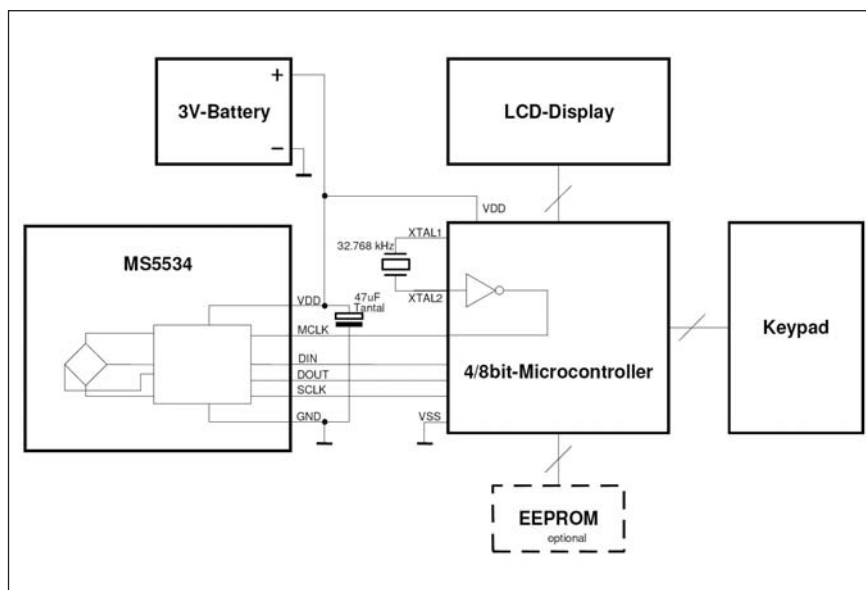 +
3V-Battery
−
LCD-Display
VDD
MS5534
XTAL1
32.768 kHz
XTAL2
VDD
47uF
Tantal
MCLK
DIN
DOUT
SCLK
GND
4/8bit-Microcontroller
VSS
Keypad
EEPROM
optional